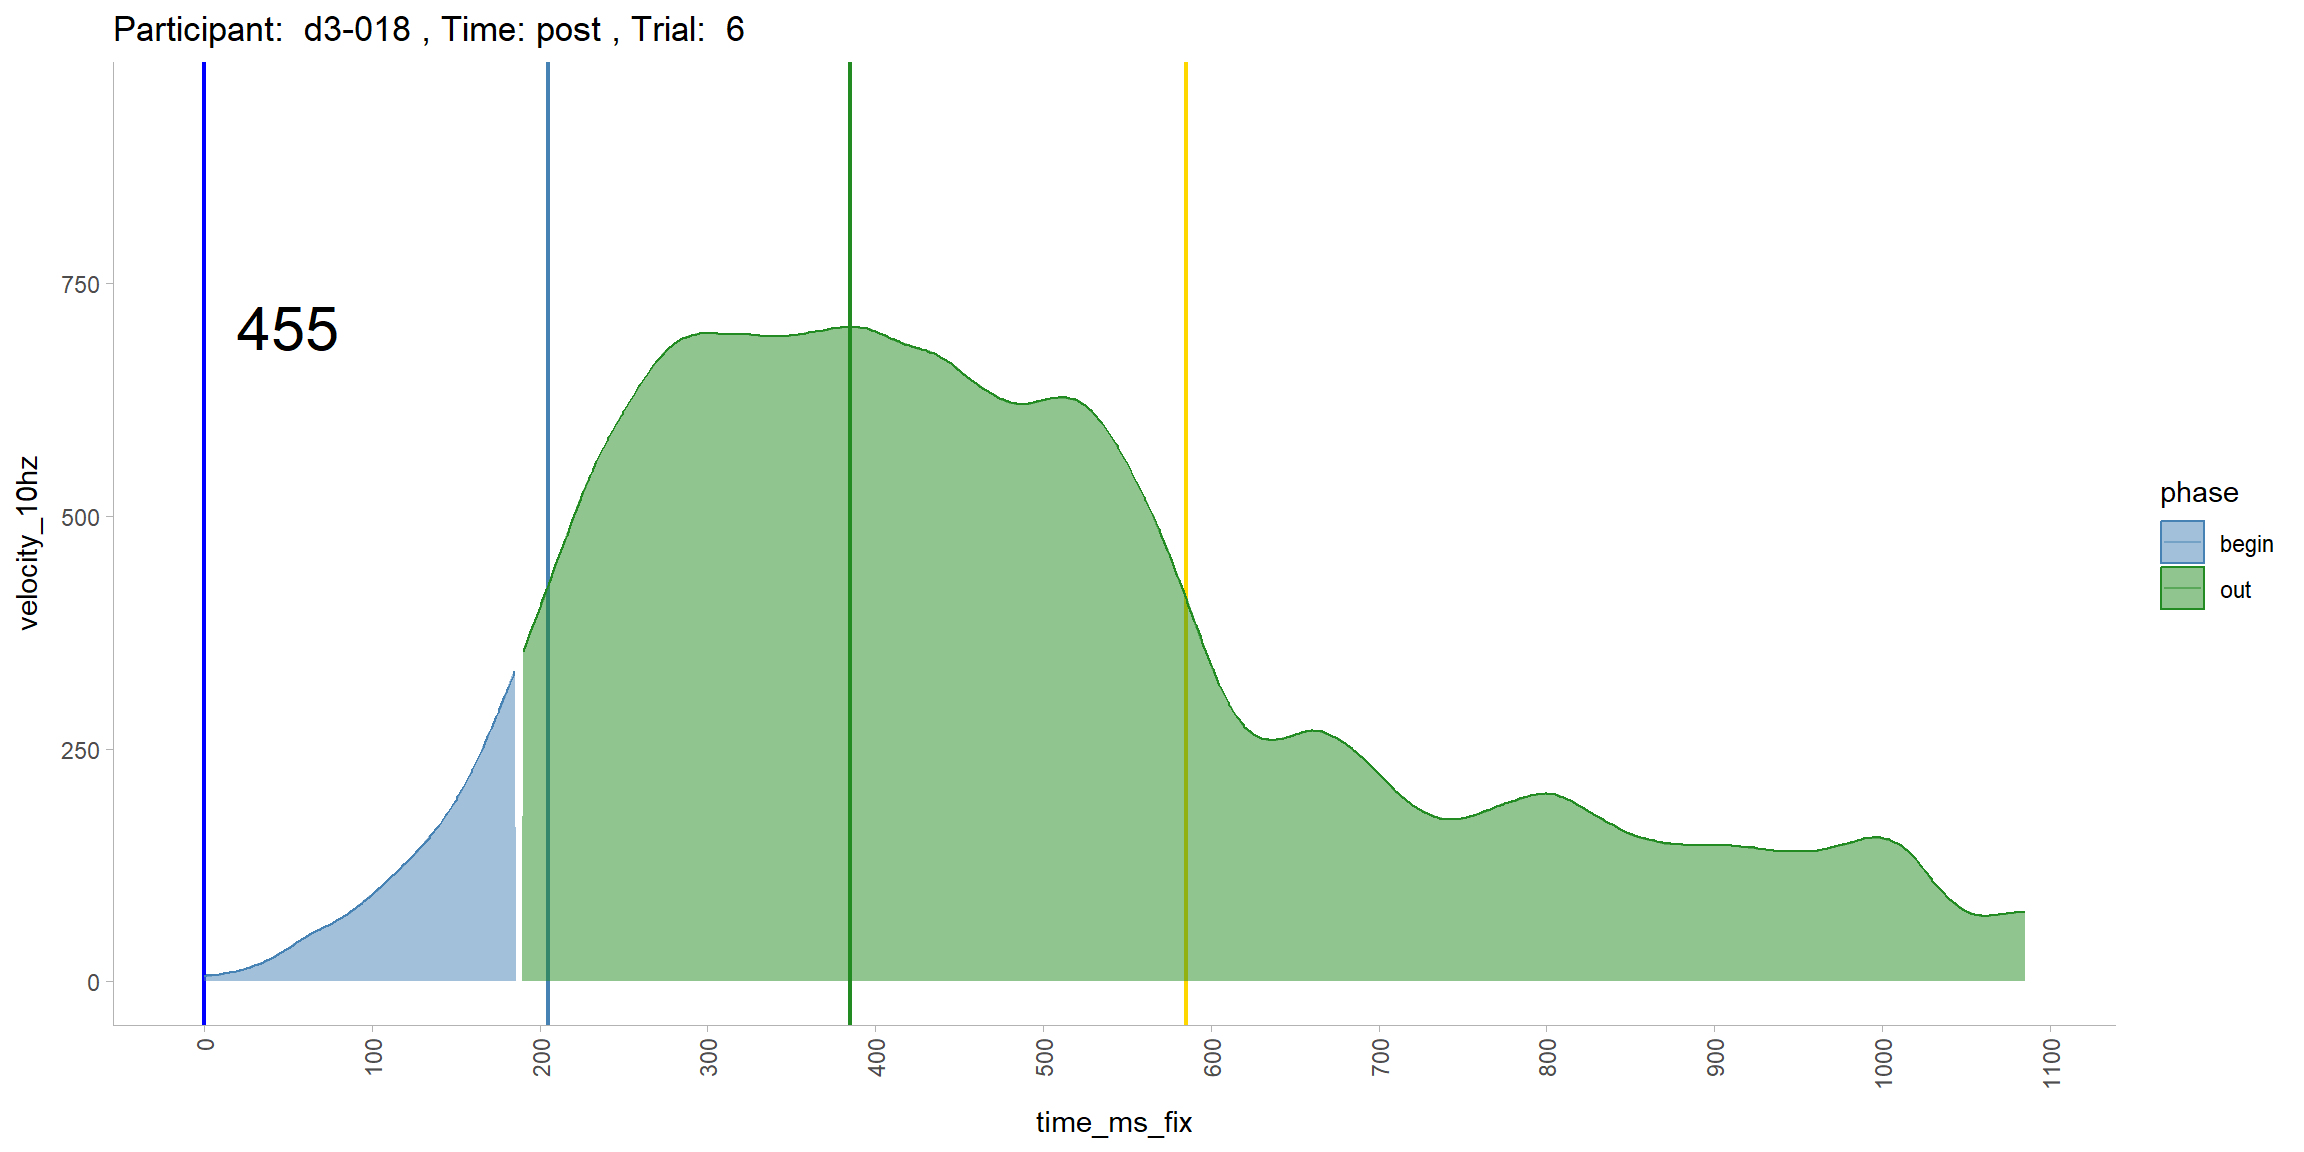 Participant:  d3-018 , Time: post , Trial:  6
750
455
500
250
0
velocity_10hz
0 100 200 300 400 500 600 700 800 900 1000 1100
time_ms_fix
phase
begin
out